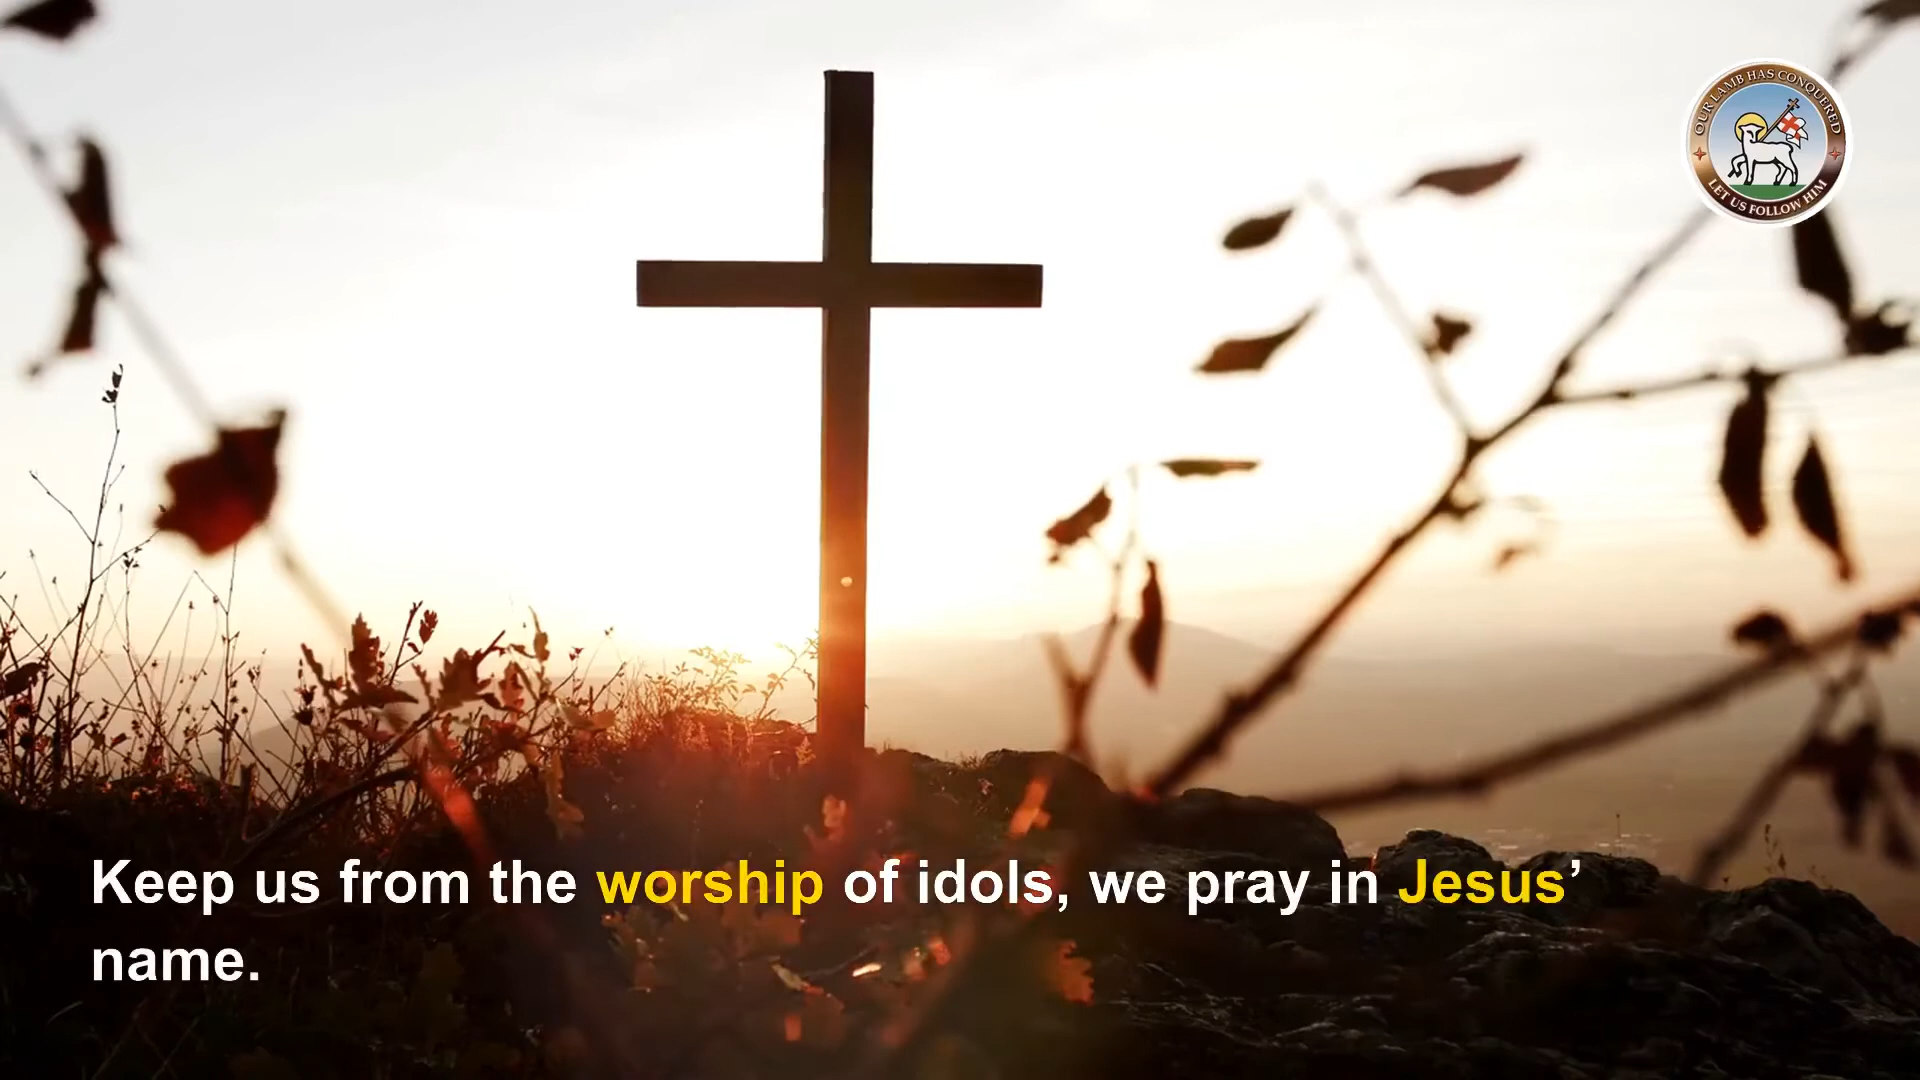 OUR LAMB HAS CONQUERED
LET US FOLLOW HIM
Keep us from the worship of idols, we pray in Jesus’
name.